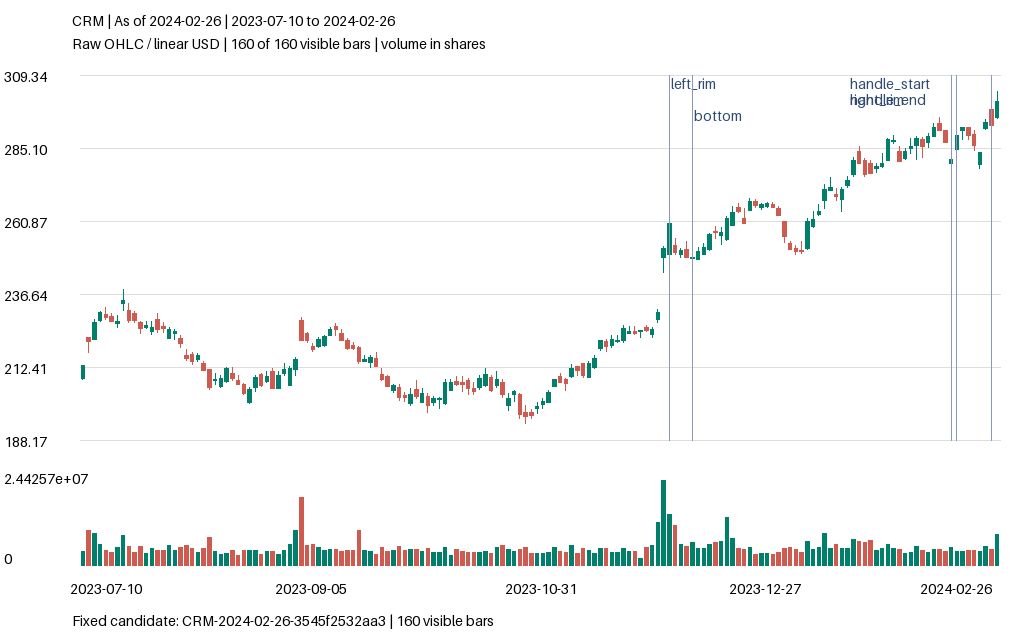 CRM | As of 2024-02-26 | 2023-07-10 to 2024-02-26
Raw OHLC / linear USD | 160 of 160 visible bars | volume in shares
309.34
left_rim
handle_start
handle_end
bottom
285.10
260.87
236.64
212.41
188.17
2.44257e+07
0
2023-07-10
2023-09-05
2023-10-31
2023-12-27
2024-02-26
Fixed candidate: CRM-2024-02-26-3545f2532aa3 | 160 visible bars